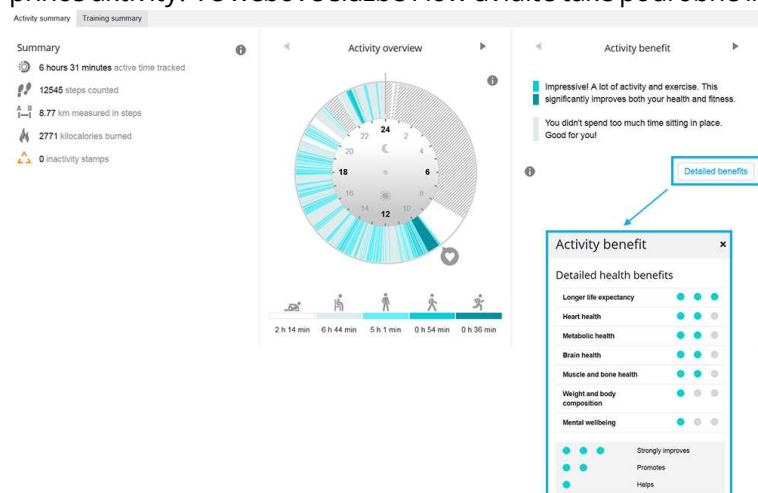 Activity summary Training summary
Summary
6 hours 31 minutes active time tracked
12545 steps counted
A B
8.77 km measured in steps
2771 kilocalories burned
0 inactivity stamps
Activity overview
24
2
4
6
8
10
12
14
16
18
20
22
2 h 14 min 6 h 44 min 5 h 1 min 0 h 54 min 0 h 36 min
Activity benefit
Impressive! A lot of activity and exercise. This
significantly improves both your health and fitness.
You didn't spend too much time sitting in place.
Good for you!
Detailed benefits
Activity benefit ×
Detailed health benefits
Longer life expectancy
Heart health
Metabolic health
Brain health
Muscle and bone health
Weight and body
composition
Mental wellbeing
Strongly improves
Promotes
Helps